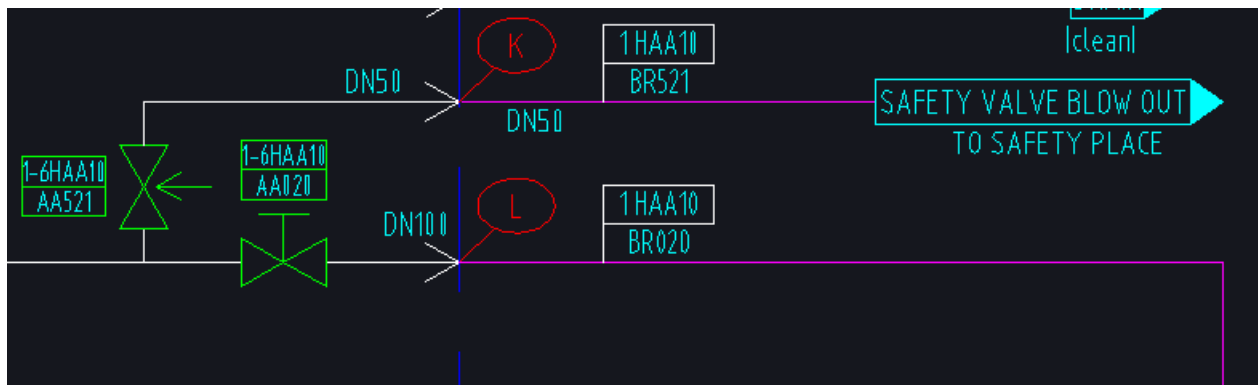 |clean|
K
1HAA10
BR521
DN50
DN50
SAFETY VALVE BLOW OUT
TO SAFETY PLACE
1-6HAA10
AA521
1-6HAA10
AA020
DN100
L
1HAA10
BR020